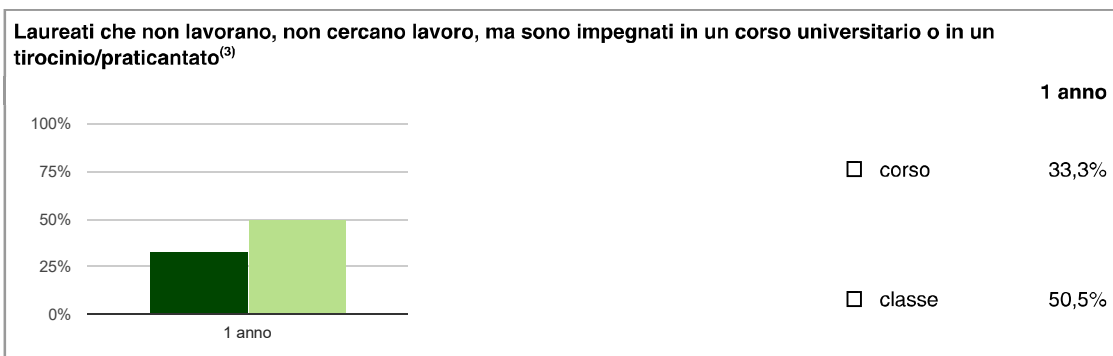 Laureati che non lavorano, non cercano lavoro, ma sono impegnati in un corso universitario o in un
tirocinio/praticantato(3)
1 anno
100%
75%
50%
25%
0%
1 anno
corso 33,3%
classe 50,5%